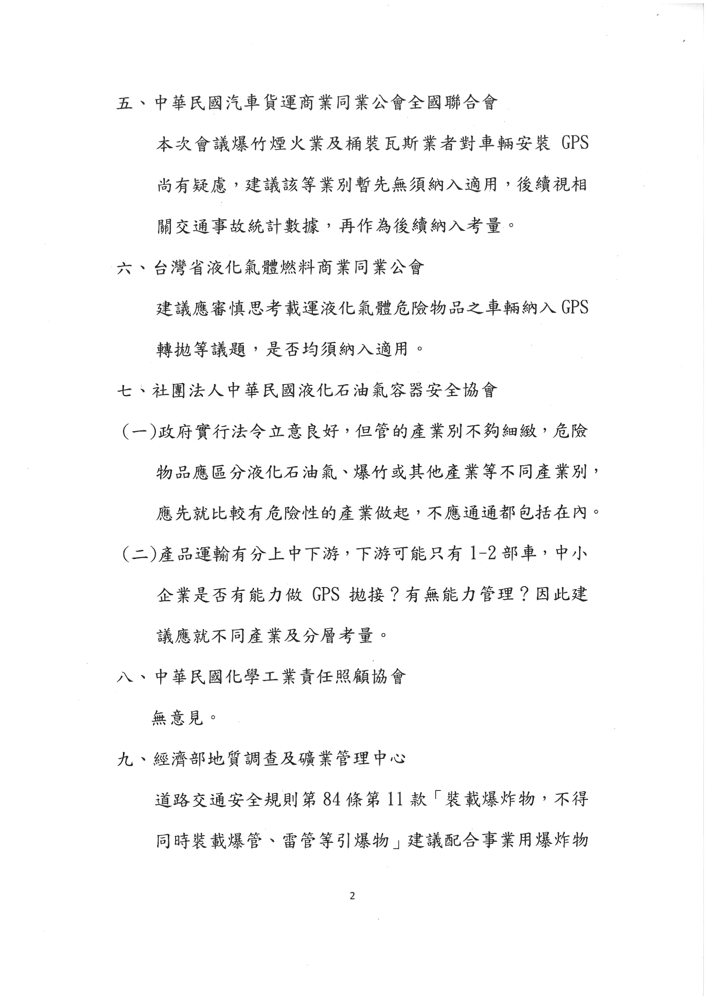 五、中華民國汽車貨運商業同業公會全國聯合會
本次會議爆竹煙火業及桶裝瓦斯業者對車輛安裝 GPS
尚有疑慮，建議該等業別暫先無須納入適用，後續視相
關交通事故統計數據，再作為後續納入考量。
六、台灣省液化氣體燃料商業同業公會
建議應審慎思考載運液化氣體危險物品之車輛納入 GPS
轉拋等議題，是否均須納入適用。
七、社團法人中華民國液化石油氣容器安全協會
(一)政府實行法令立意良好，但管的產業別不夠細緻，危險
物品應區分液化石油氣、爆竹或其他產業等不同產業別，
應先就比較有危險性的產業做起，不應通通都包括在內。
(二)產品運輸有分上中下游，下游可能只有 1-2 部車，中小
企業是否有能力做 GPS 拋接？有無能力管理？因此建
議應就不同產業及分層考量。
八、中華民國化學工業責任照顧協會
無意見。
九、經濟部地質調查及礦業管理中心
道路交通安全規則第 84 條第 11 款「裝載爆炸物，不得
同時裝載爆管、雷管等引爆物」建議配合事業用爆炸物
2